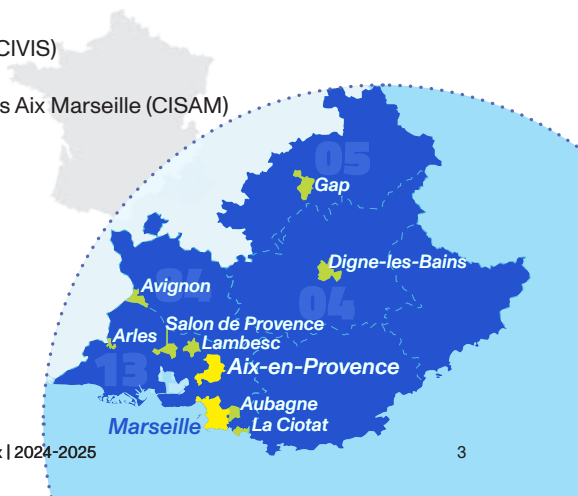 CIVIS)
s Aix Marseille (CISAM)
05
Gap
Digne-les-Bains
84
Avignon
04
Salon de Provence
Arles
Lambesc
13
Aix-en-Provence
Aubagne
Marseille
La Ciotat
x | 2024-2025
3